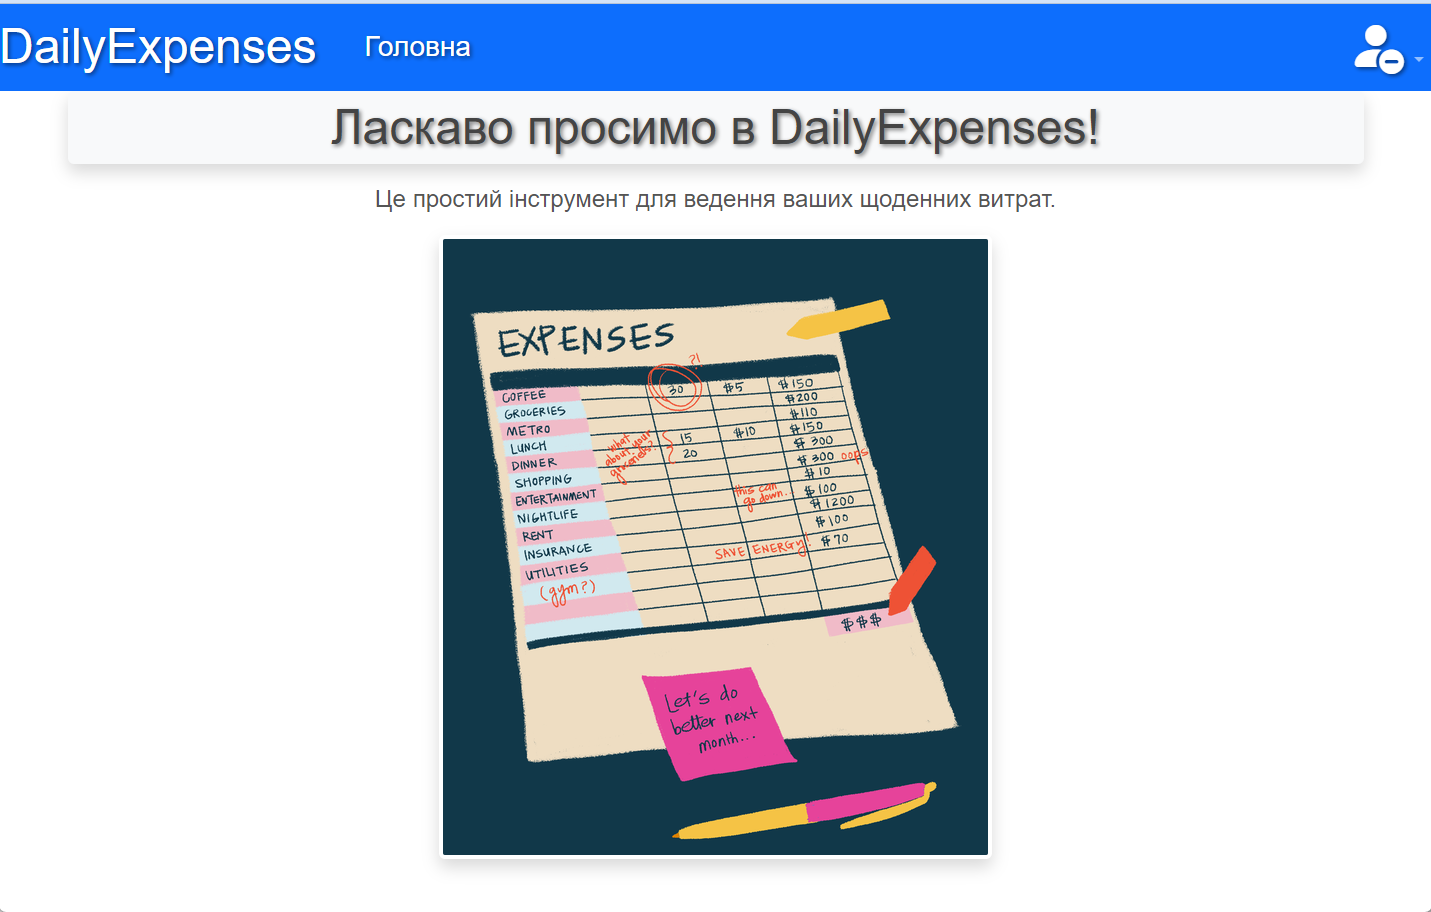 DailyExpenses
Головна
Ласкаво просимо в DailyExpenses!
Це простий інструмент для ведення ваших щоденних витрат.
EXPENSES
?!
COFFEE 30 $5 $150
GROCERIES $200
METRO $110
LUNCH 15 $10 $150
DINNER 20 $300
what about your groceries?
SHOPPING $300 oops
ENTERTAINMENT $10
NIGHTLIFE $100
this can go down...
RENT $1200
INSURANCE $100
UTILITIES $70
SAVE ENERGY!
(gym?)
$$$
Let's do
better next
month...